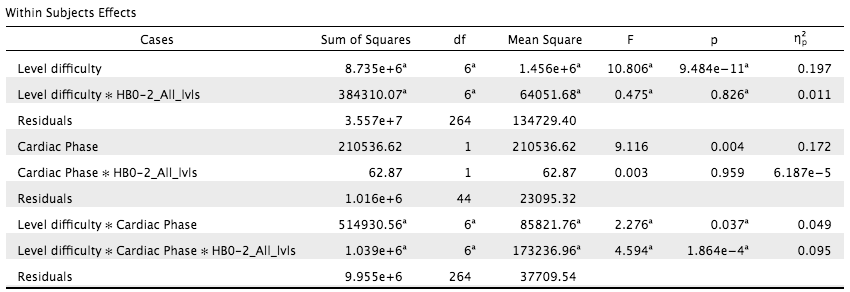 Within Subjects Effects
Cases Sum of Squares df Mean Square F p η²ₚ
Level difficulty 8.735e+6ᵃ 6ᵃ 1.456e+6ᵃ 10.806ᵃ 9.484e−11ᵃ 0.197
Level difficulty ∗ HB0-2_All_lvls 384310.07ᵃ 6ᵃ 64051.68ᵃ 0.475ᵃ 0.826ᵃ 0.011
Residuals 3.557e+7 264 134729.40
Cardiac Phase 210536.62 1 210536.62 9.116 0.004 0.172
Cardiac Phase ∗ HB0-2_All_lvls 62.87 1 62.87 0.003 0.959 6.187e−5
Residuals 1.016e+6 44 23095.32
Level difficulty ∗ Cardiac Phase 514930.56ᵃ 6ᵃ 85821.76ᵃ 2.276ᵃ 0.037ᵃ 0.049
Level difficulty ∗ Cardiac Phase ∗ HB0-2_All_lvls 1.039e+6ᵃ 6ᵃ 173236.96ᵃ 4.594ᵃ 1.864e−4ᵃ 0.095
Residuals 9.955e+6 264 37709.54